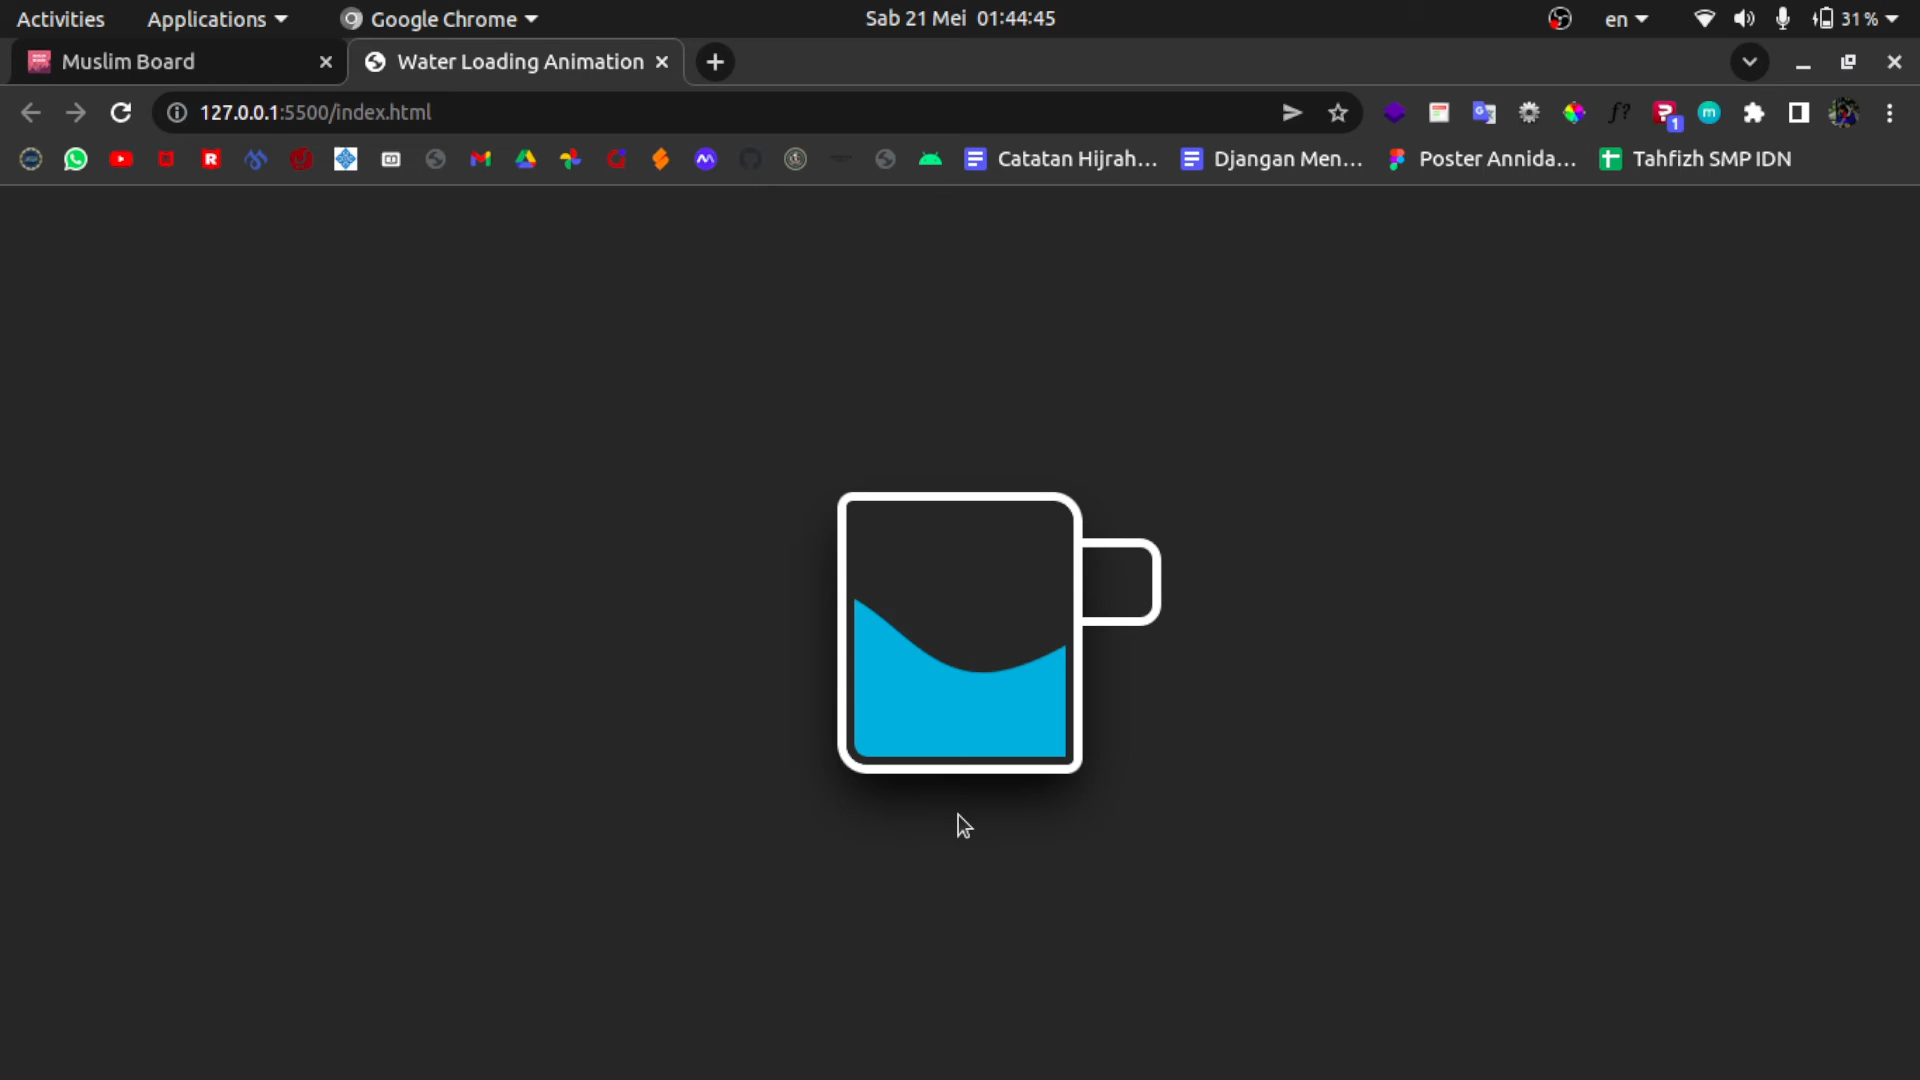 Activities Applications Google Chrome Sab 21 Mei 01:44:45 en 31%
Muslim Board Water Loading Animation
127.0.0.1:5500/index.html f? 1 m
Catatan Hijrah... Djangan Men... Poster Annida... Tahfizh SMP IDN